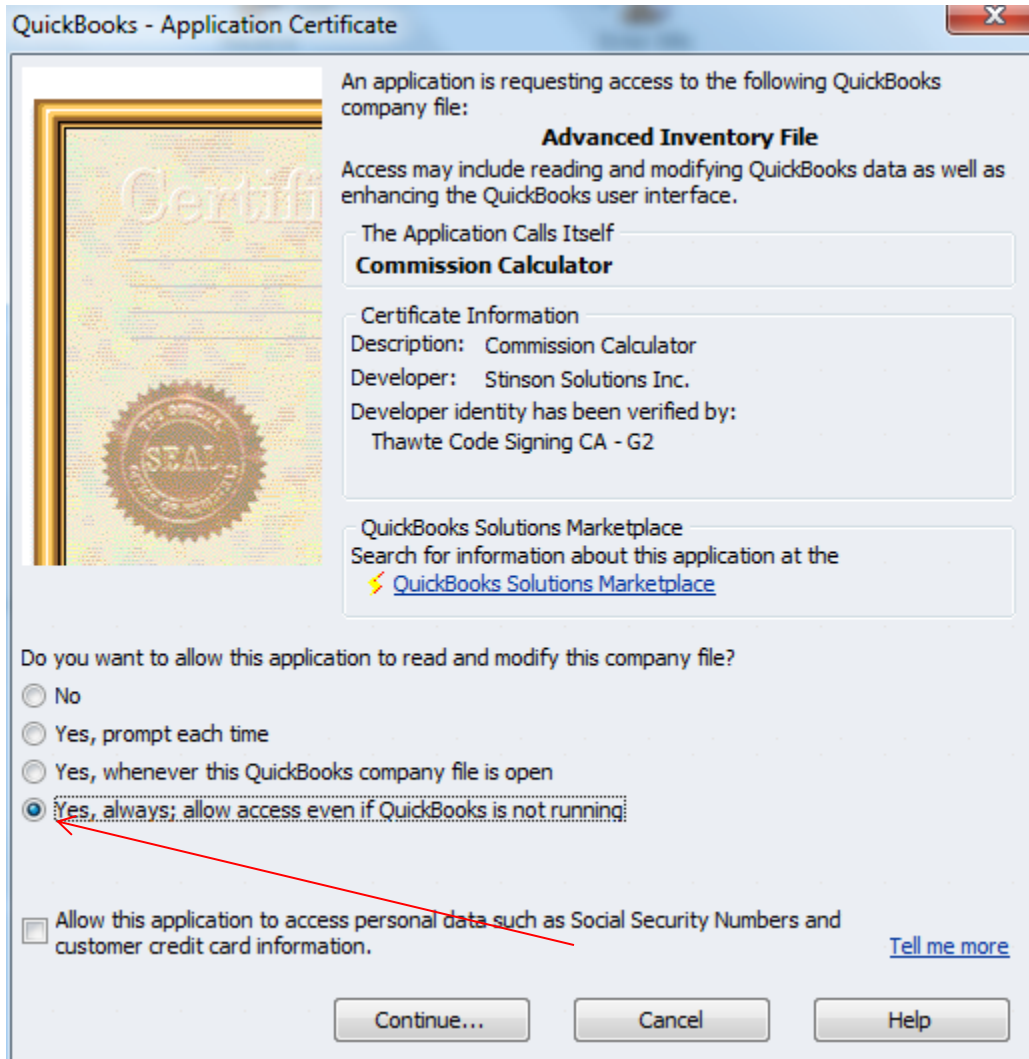 QuickBooks - Application Certificate
An application is requesting access to the following QuickBooks
company file:
Advanced Inventory File
Access may include reading and modifying QuickBooks data as well as
enhancing the QuickBooks user interface.
The Application Calls Itself
Commission Calculator
Certificate Information
Description: Commission Calculator
Developer: Stinson Solutions Inc.
Developer identity has been verified by:
Thawte Code Signing CA - G2
QuickBooks Solutions Marketplace
Search for information about this application at the
QuickBooks Solutions Marketplace
Certifi
SEAL
Do you want to allow this application to read and modify this company file?
No
Yes, prompt each time
Yes, whenever this QuickBooks company file is open
Yes, always; allow access even if QuickBooks is not running
Allow this application to access personal data such as Social Security Numbers and
customer credit card information.
Tell me more
Continue...
Cancel
Help